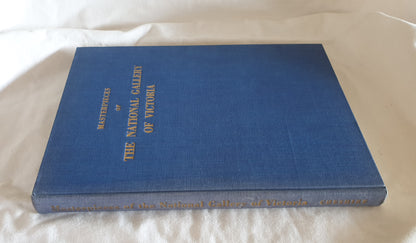 MASTERPIECES
OF
THE NATIONAL GALLERY
OF VICTORIA
Masterpieces of the National Gallery of Victoria CHESHIRE